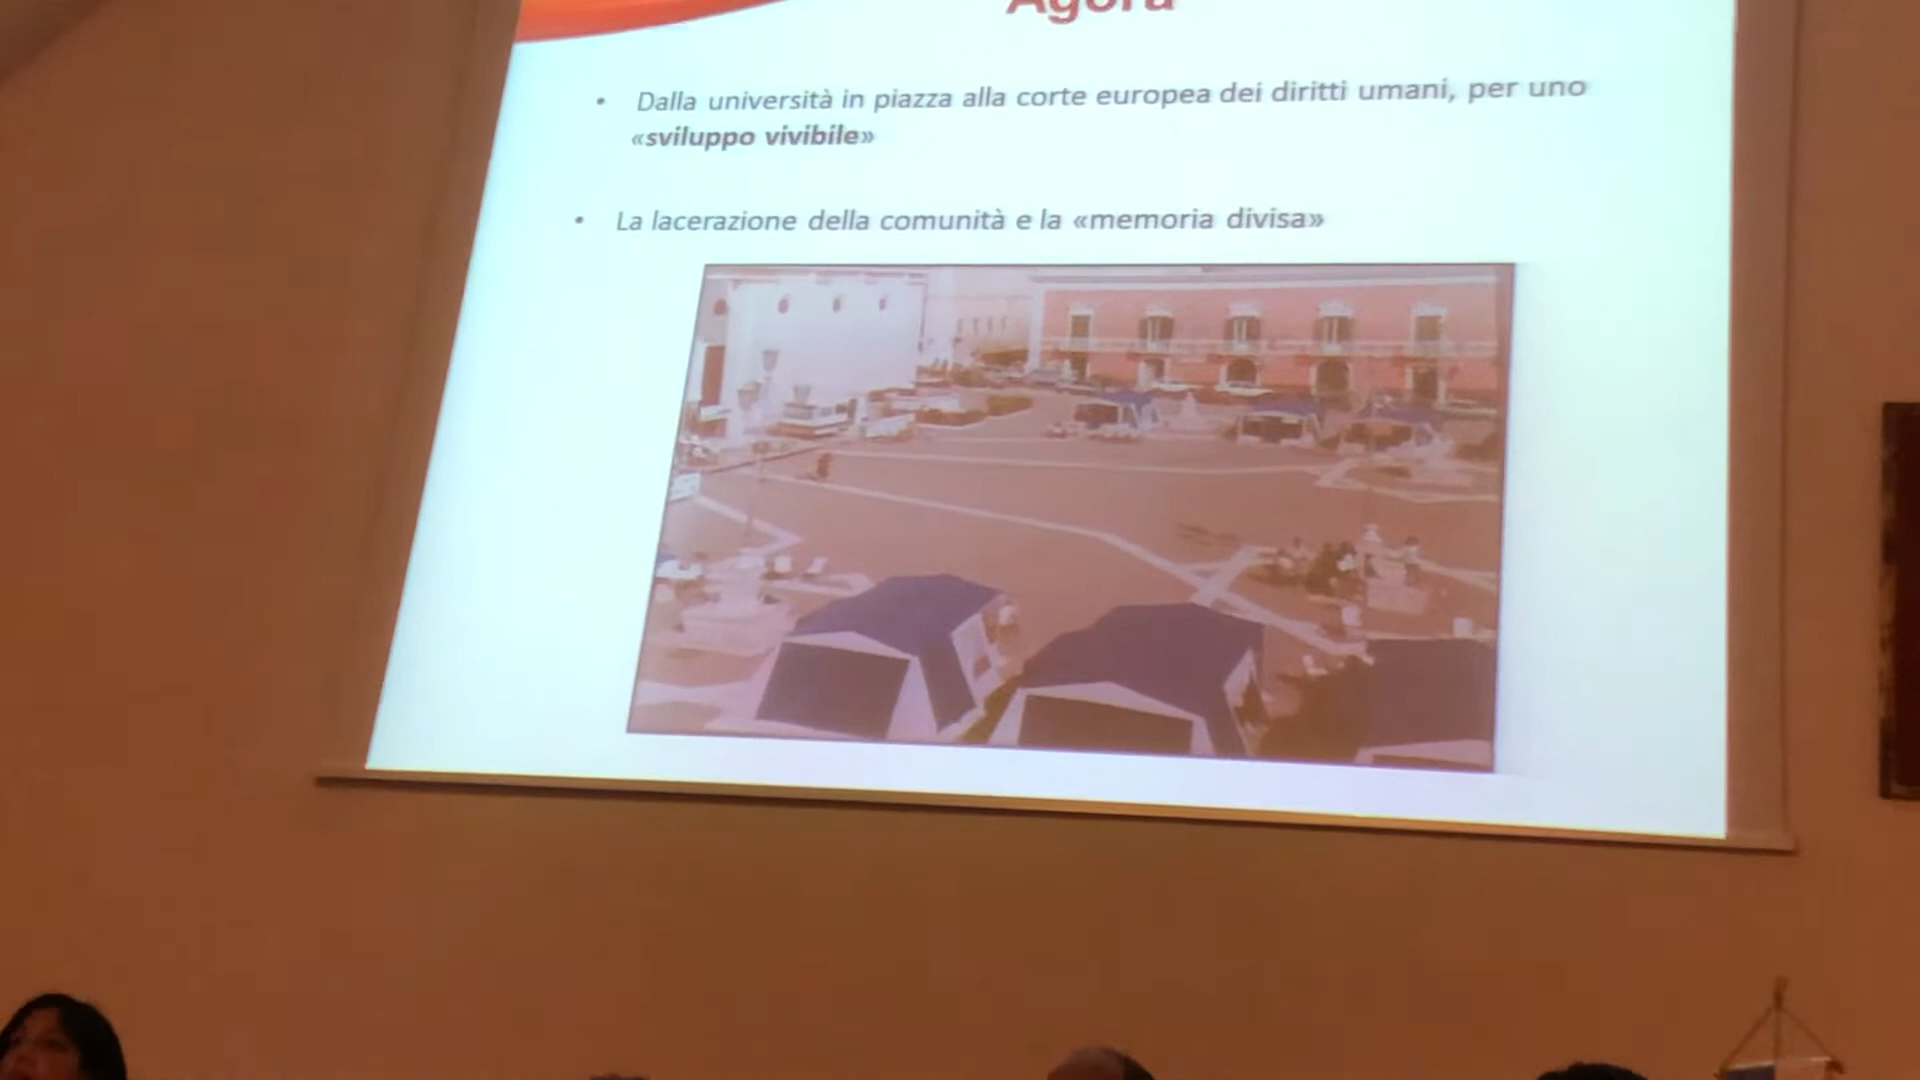 Agorà
• Dalla università in piazza alla corte europea dei diritti umani, per uno
«sviluppo vivibile»
• La lacerazione della comunità e la «memoria divisa»